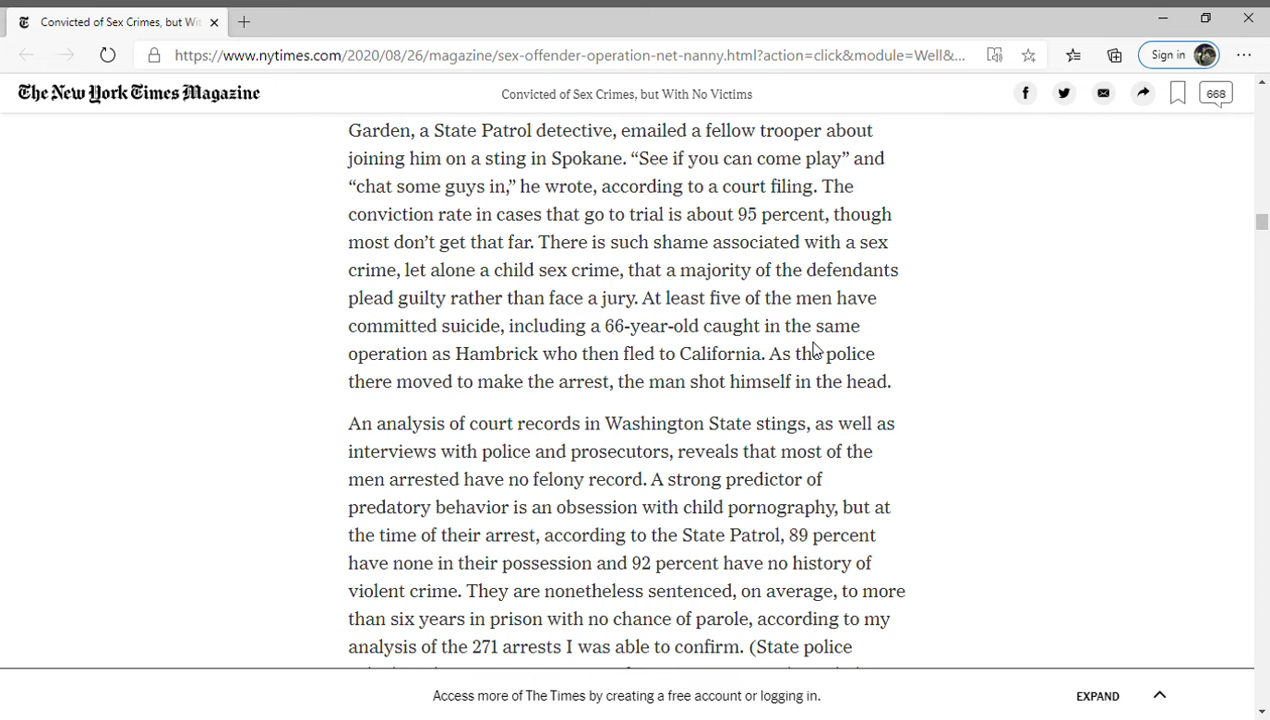 Convicted of Sex Crimes, but Wit
https://www.nytimes.com/2020/08/26/magazine/sex-offender-operation-net-nanny.html?action=click&module=Well&...
Sign in
The New York Times Magazine
Convicted of Sex Crimes, but With No Victims
668
Garden, a State Patrol detective, emailed a fellow trooper about
joining him on a sting in Spokane. “See if you can come play” and
“chat some guys in,” he wrote, according to a court filing. The
conviction rate in cases that go to trial is about 95 percent, though
most don’t get that far. There is such shame associated with a sex
crime, let alone a child sex crime, that a majority of the defendants
plead guilty rather than face a jury. At least five of the men have
committed suicide, including a 66-year-old caught in the same
operation as Hambrick who then fled to California. As the police
there moved to make the arrest, the man shot himself in the head.
An analysis of court records in Washington State stings, as well as
interviews with police and prosecutors, reveals that most of the
men arrested have no felony record. A strong predictor of
predatory behavior is an obsession with child pornography, but at
the time of their arrest, according to the State Patrol, 89 percent
have none in their possession and 92 percent have no history of
violent crime. They are nonetheless sentenced, on average, to more
than six years in prison with no chance of parole, according to my
analysis of the 271 arrests I was able to confirm. (State police
Access more of The Times by creating a free account or logging in.
EXPAND